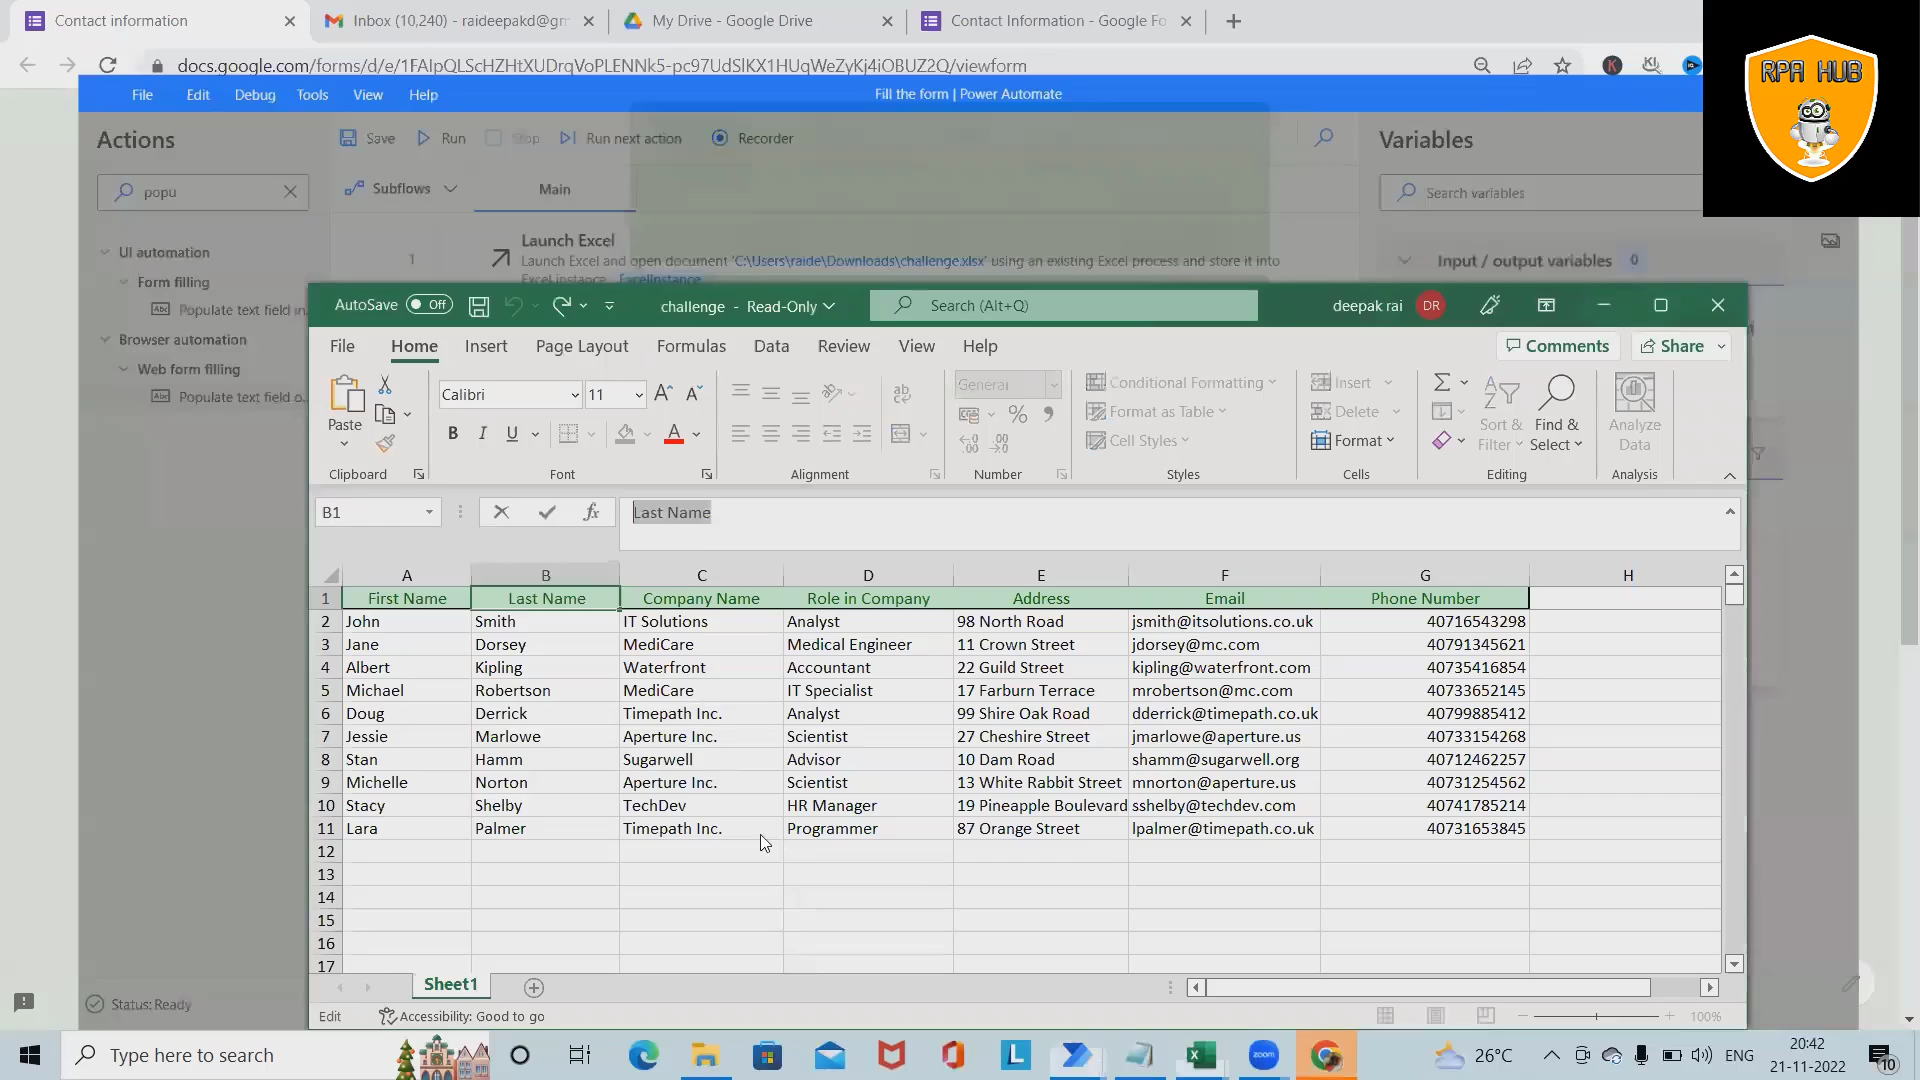 Contact information
Inbox (10,240) - raideepakd@gm
My Drive - Google Drive
Contact Information - Google Fo
docs.google.com/forms/d/e/1FAIpQLScHZHtXUDrqVoPLENNk5-pc97UdSlKX1HUqWeZyKj4iOBUZ2Q/viewform
RPA HUB
File Edit Debug Tools View Help
Fill the form | Power Automate
Actions
Save Run Stop Run next action Recorder
Variables
popu
Subflows
Main
Search variables
UI automation
Form filling
Populate text field in...
Browser automation
Web form filling
Populate text field o...
1
Launch Excel
Launch Excel and open document 'C:\Users\raide\Downloads\challenge.xlsx' using an existing Excel process and store it into
Excel instance ExcelInstance
Input / output variables 0
AutoSave Off
challenge - Read-Only
Search (Alt+Q)
deepak rai DR
File Home Insert Page Layout Formulas Data Review View Help
Comments Share
Paste
Clipboard
Calibri 11
B I U A
Font
Alignment
General
Number
Conditional Formatting
Format as Table
Cell Styles
Styles
Insert
Delete
Format
Cells
Sort & Filter
Find & Select
Editing
Analyze Data
Analysis
B1 fx Last Name
A B C D E F G H
1 First Name Last Name Company Name Role in Company Address Email Phone Number
2 John Smith IT Solutions Analyst 98 North Road jsmith@itsolutions.co.uk 40716543298
3 Jane Dorsey MediCare Medical Engineer 11 Crown Street jdorsey@mc.com 40791345621
4 Albert Kipling Waterfront Accountant 22 Guild Street kipling@waterfront.com 40735416854
5 Michael Robertson MediCare IT Specialist 17 Farburn Terrace mrobertson@mc.com 40733652145
6 Doug Derrick Timepath Inc. Analyst 99 Shire Oak Road dderrick@timepath.co.uk 40799885412
7 Jessie Marlowe Aperture Inc. Scientist 27 Cheshire Street jmarlowe@aperture.us 40733154268
8 Stan Hamm Sugarwell Advisor 10 Dam Road shamm@sugarwell.org 40712462257
9 Michelle Norton Aperture Inc. Scientist 13 White Rabbit Street mnorton@aperture.us 40731254562
10 Stacy Shelby TechDev HR Manager 19 Pineapple Boulevard sshelby@techdev.com 40741785214
11 Lara Palmer Timepath Inc. Programmer 87 Orange Street lpalmer@timepath.co.uk 40731653845
12
13
14
15
16
17
Sheet1
Status: Ready
Edit Accessibility: Good to go
100%
Type here to search
zoom
26°C
ENG
20:42
21-11-2022
10